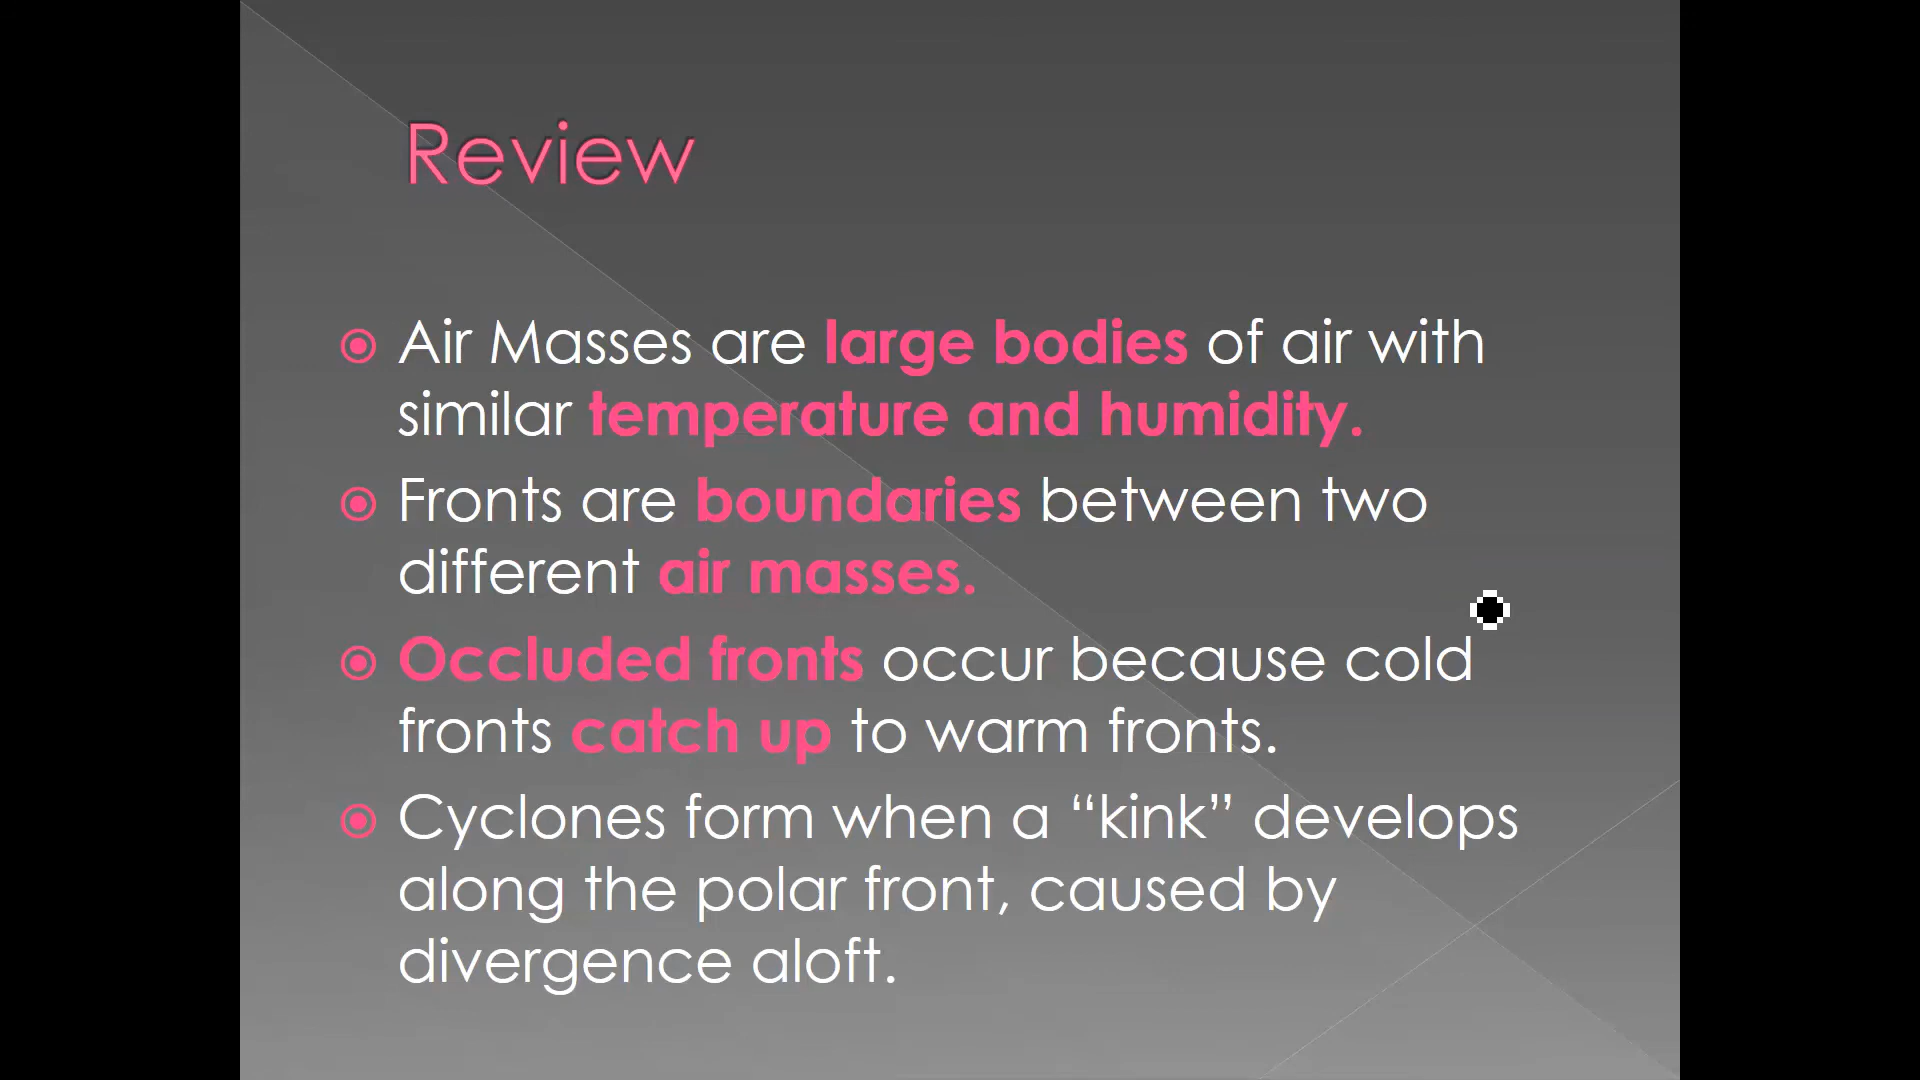 Review
Air Masses are large bodies of air with
similar temperature and humidity.
Fronts are boundaries between two
different air masses.
Occluded fronts occur because cold
fronts catch up to warm fronts.
Cyclones form when a “kink” develops
along the polar front, caused by
divergence aloft.